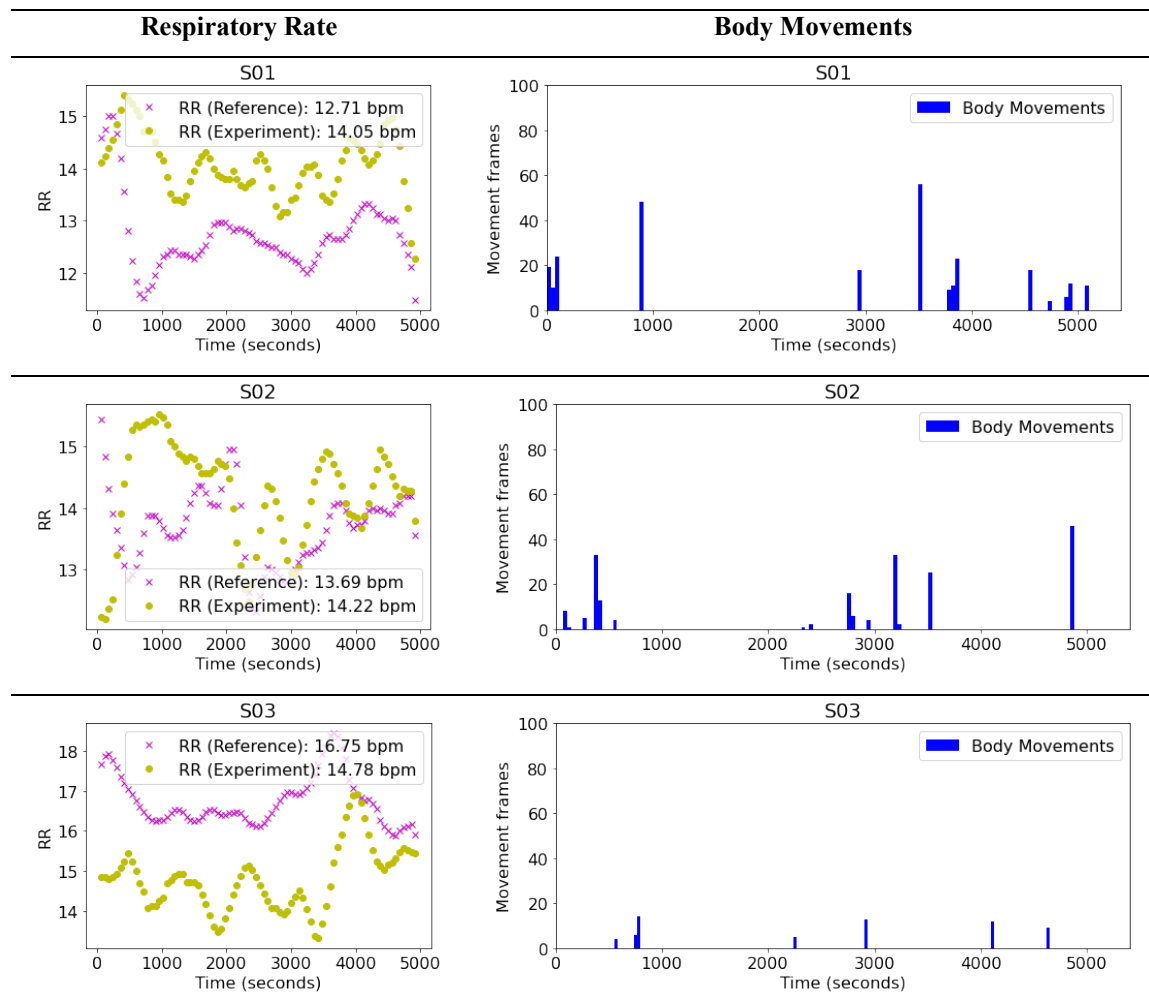 Respiratory Rate
Body Movements
S01
RR (Reference): 12.71 bpm
RR (Experiment): 14.05 bpm
15
14
13
12
RR
0 1000 2000 3000 4000 5000
Time (seconds)
S01
Body Movements
100
80
60
40
20
0
Movement frames
0 1000 2000 3000 4000 5000
Time (seconds)
S02
15
14
13
RR
RR (Reference): 13.69 bpm
RR (Experiment): 14.22 bpm
0 1000 2000 3000 4000 5000
Time (seconds)
S02
Body Movements
100
80
60
40
20
0
Movement frames
0 1000 2000 3000 4000 5000
Time (seconds)
S03
RR (Reference): 16.75 bpm
RR (Experiment): 14.78 bpm
18
17
16
15
14
RR
0 1000 2000 3000 4000 5000
Time (seconds)
S03
Body Movements
100
80
60
40
20
0
Movement frames
0 1000 2000 3000 4000 5000
Time (seconds)